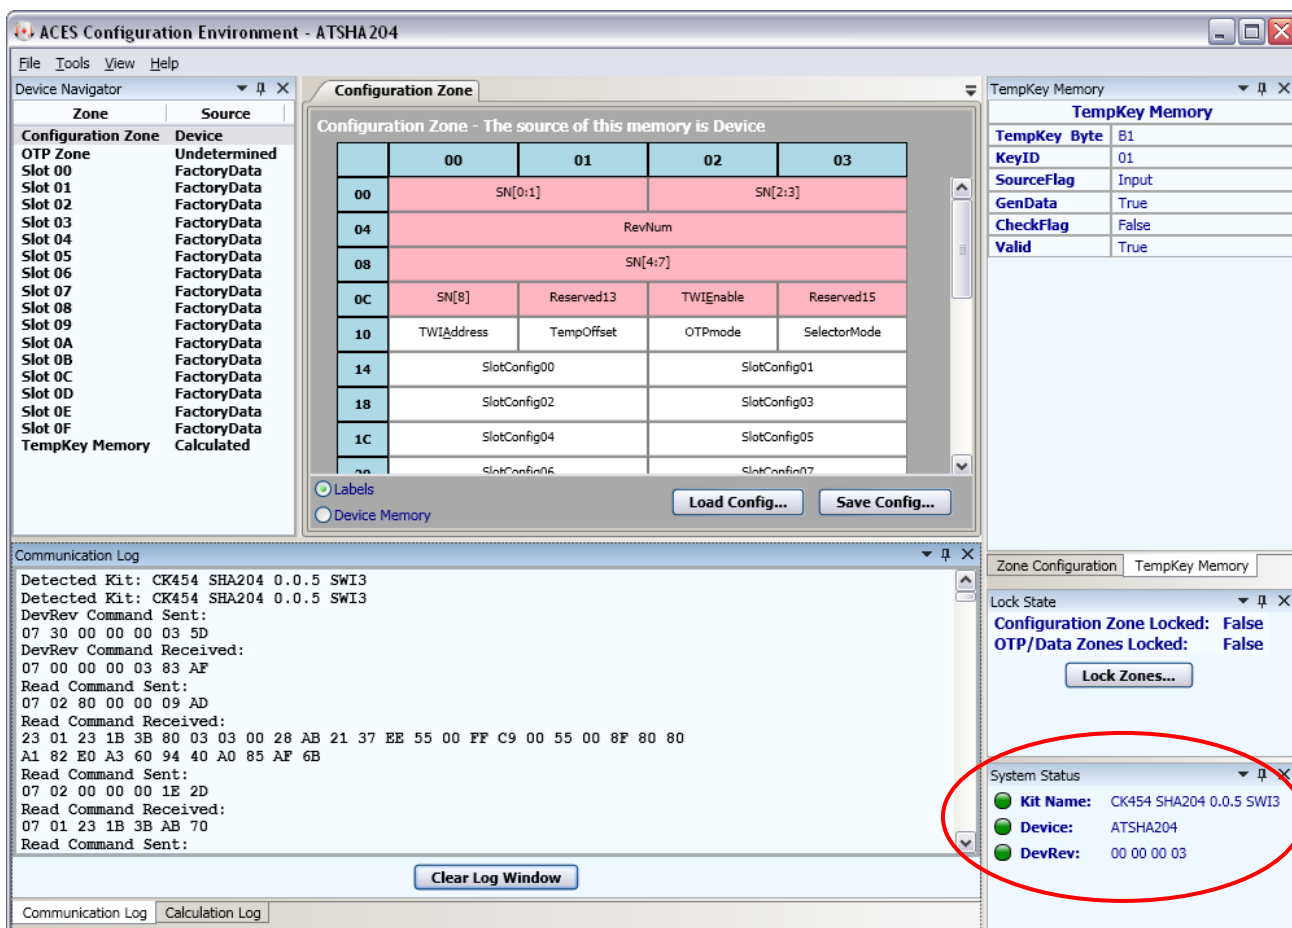 ACES Configuration Environment - ATSHA204
File Tools View Help
Device Navigator
Zone Source
Configuration Zone Device
OTP Zone Undetermined
Slot 00 FactoryData
Slot 01 FactoryData
Slot 02 FactoryData
Slot 03 FactoryData
Slot 04 FactoryData
Slot 05 FactoryData
Slot 06 FactoryData
Slot 07 FactoryData
Slot 08 FactoryData
Slot 09 FactoryData
Slot 0A FactoryData
Slot 0B FactoryData
Slot 0C FactoryData
Slot 0D FactoryData
Slot 0E FactoryData
Slot 0F FactoryData
TempKey Memory Calculated
Configuration Zone
Configuration Zone - The source of this memory is Device
00 01 02 03
00 SN[0:1] SN[2:3]
04 RevNum
08 SN[4:7]
0C SN[8] Reserved13 TWIEnable Reserved15
10 TWIAddress TempOffset OTPmode SelectorMode
14 SlotConfig00 SlotConfig01
18 SlotConfig02 SlotConfig03
1C SlotConfig04 SlotConfig05
20 SlotConfig06 SlotConfig07
Labels
Device Memory
Load Config... Save Config...
TempKey Memory
TempKey Memory
TempKey Byte B1
KeyID 01
SourceFlag Input
GenData True
CheckFlag False
Valid True
Zone Configuration TempKey Memory
Communication Log
Detected Kit: CK454 SHA204 0.0.5 SWI3
Detected Kit: CK454 SHA204 0.0.5 SWI3
DevRev Command Sent:
07 30 00 00 00 03 5D
DevRev Command Received:
07 00 00 00 03 83 AF
Read Command Sent:
07 02 80 00 00 09 AD
Read Command Received:
23 01 23 1B 3B 80 03 03 00 28 AB 21 37 EE 55 00 FF C9 00 55 00 8F 80 80
A1 82 E0 A3 60 94 40 A0 85 AF 6B
Read Command Sent:
07 02 00 00 00 1E 2D
Read Command Received:
07 01 23 1B 3B AB 70
Read Command Sent:
Clear Log Window
Communication Log Calculation Log
Lock State
Configuration Zone Locked: False
OTP/Data Zones Locked: False
Lock Zones...
System Status
Kit Name: CK454 SHA204 0.0.5 SWI3
Device: ATSHA204
DevRev: 00 00 00 03